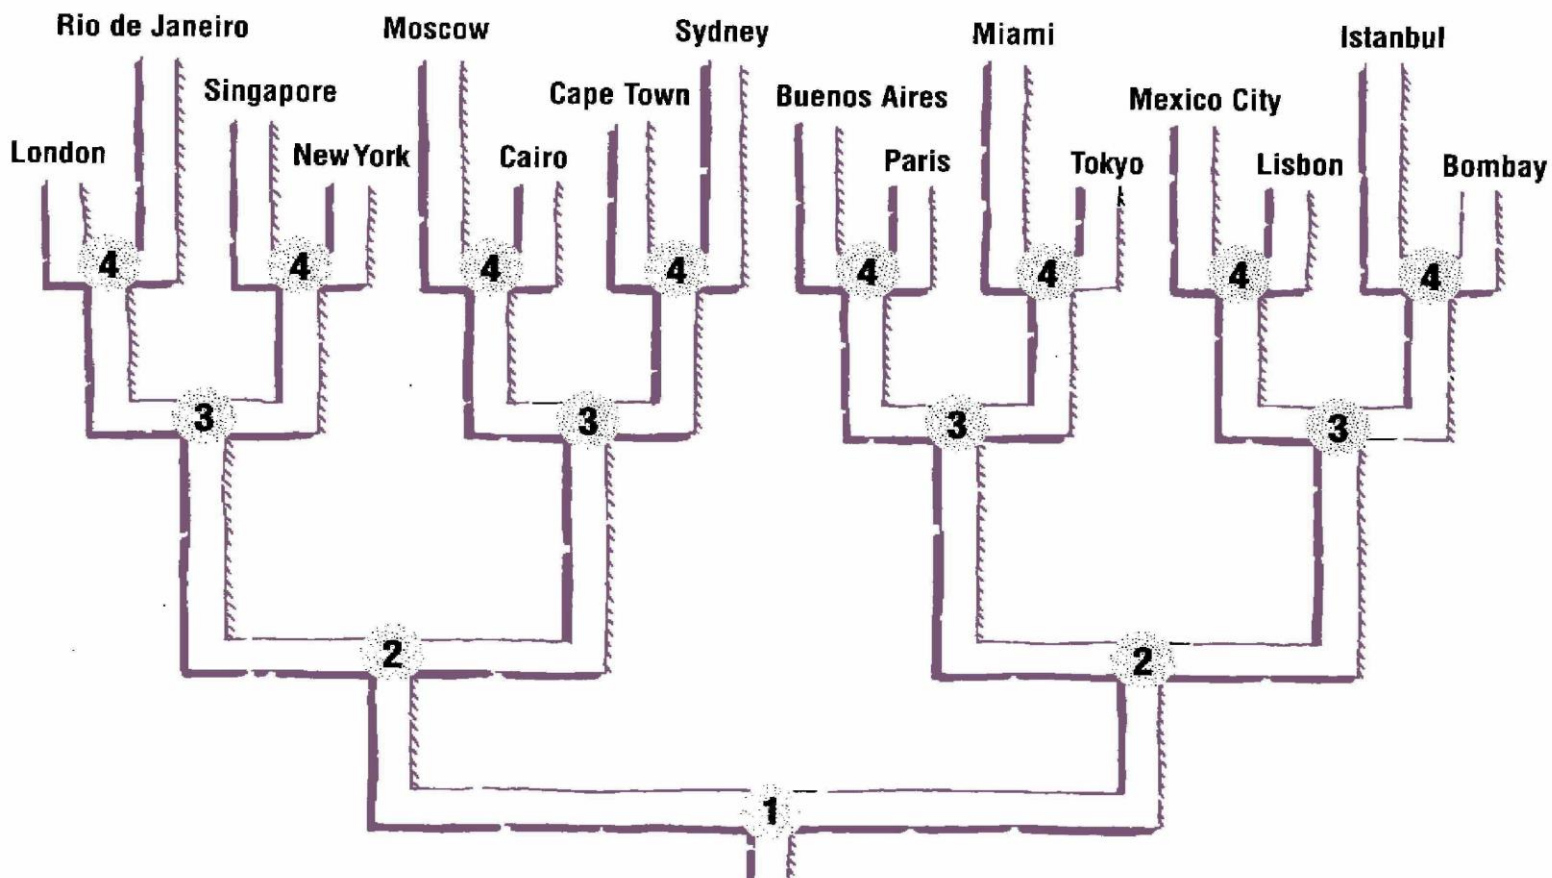 Rio de Janeiro
Moscow
Sydney
Miami
Istanbul
Singapore
Cape Town
Buenos Aires
Mexico City
London
New York
Cairo
Paris
Tokyo
Lisbon
Bombay
4
4
4
4
4
4
4
4
3
3
3
3
2
2
1